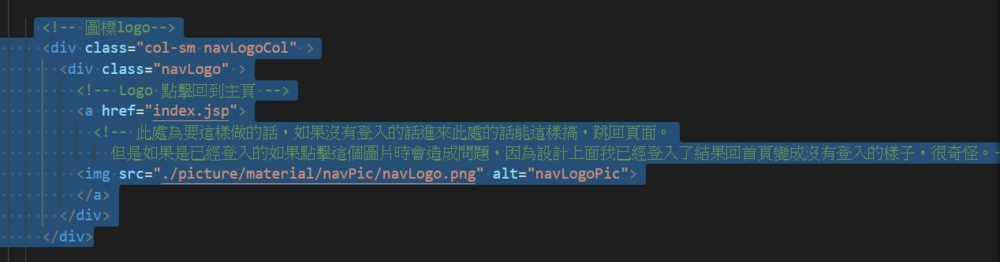 <!-- 圖標logo-->
<div class="col-sm navLogoCol" >
<div class="navLogo" >
<!-- Logo 點擊回到主頁 -->
<a href="index.jsp">
<!-- 此處為要這樣做的話，如果沒有登入的話進來此處的話能這樣搞，跳回頁面。
但是如果是已經登入的如果點擊這個圖片時會造成問題，因為設計上面我已經登入了結果回首頁變成沒有登入的樣子，很奇怪。-
<img src="./picture/material/navPic/navLogo.png" alt="navLogoPic">
</a>
</div>
</div>